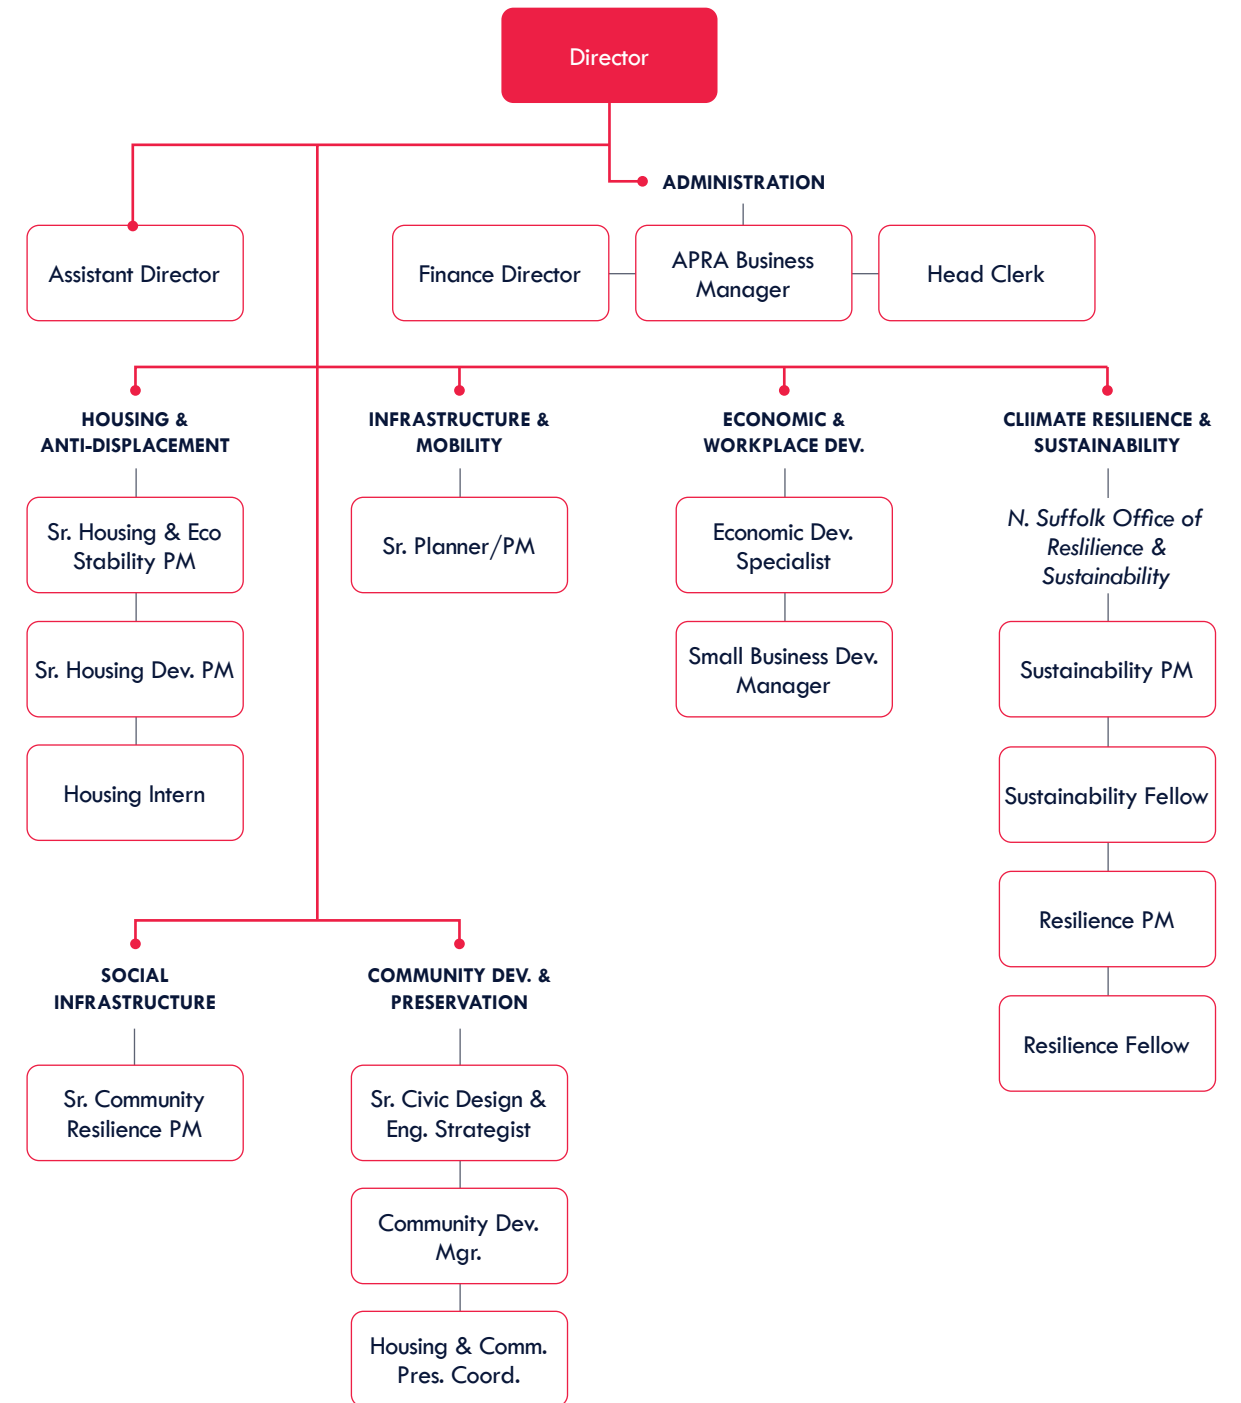 Director
ADMINISTRATION
Assistant Director
Finance Director
APRA Business
Manager
Head Clerk
HOUSING &
ANTI-DISPLACEMENT
INFRASTRUCTURE &
MOBILITY
ECONOMIC &
WORKPLACE DEV.
CLIIMATE RESILIENCE &
SUSTAINABILITY
Sr. Housing & Eco
Stability PM
Sr. Planner/PM
Economic Dev.
Specialist
N. Suffolk Office of
Reslilience &
Sustainability
Sr. Housing Dev. PM
Small Business Dev.
Manager
Sustainability PM
Housing Intern
Sustainability Fellow
Resilience PM
Resilience Fellow
SOCIAL
INFRASTRUCTURE
COMMUNITY DEV. &
PRESERVATION
Sr. Community
Resilience PM
Sr. Civic Design &
Eng. Strategist
Community Dev.
Mgr.
Housing & Comm.
Pres. Coord.